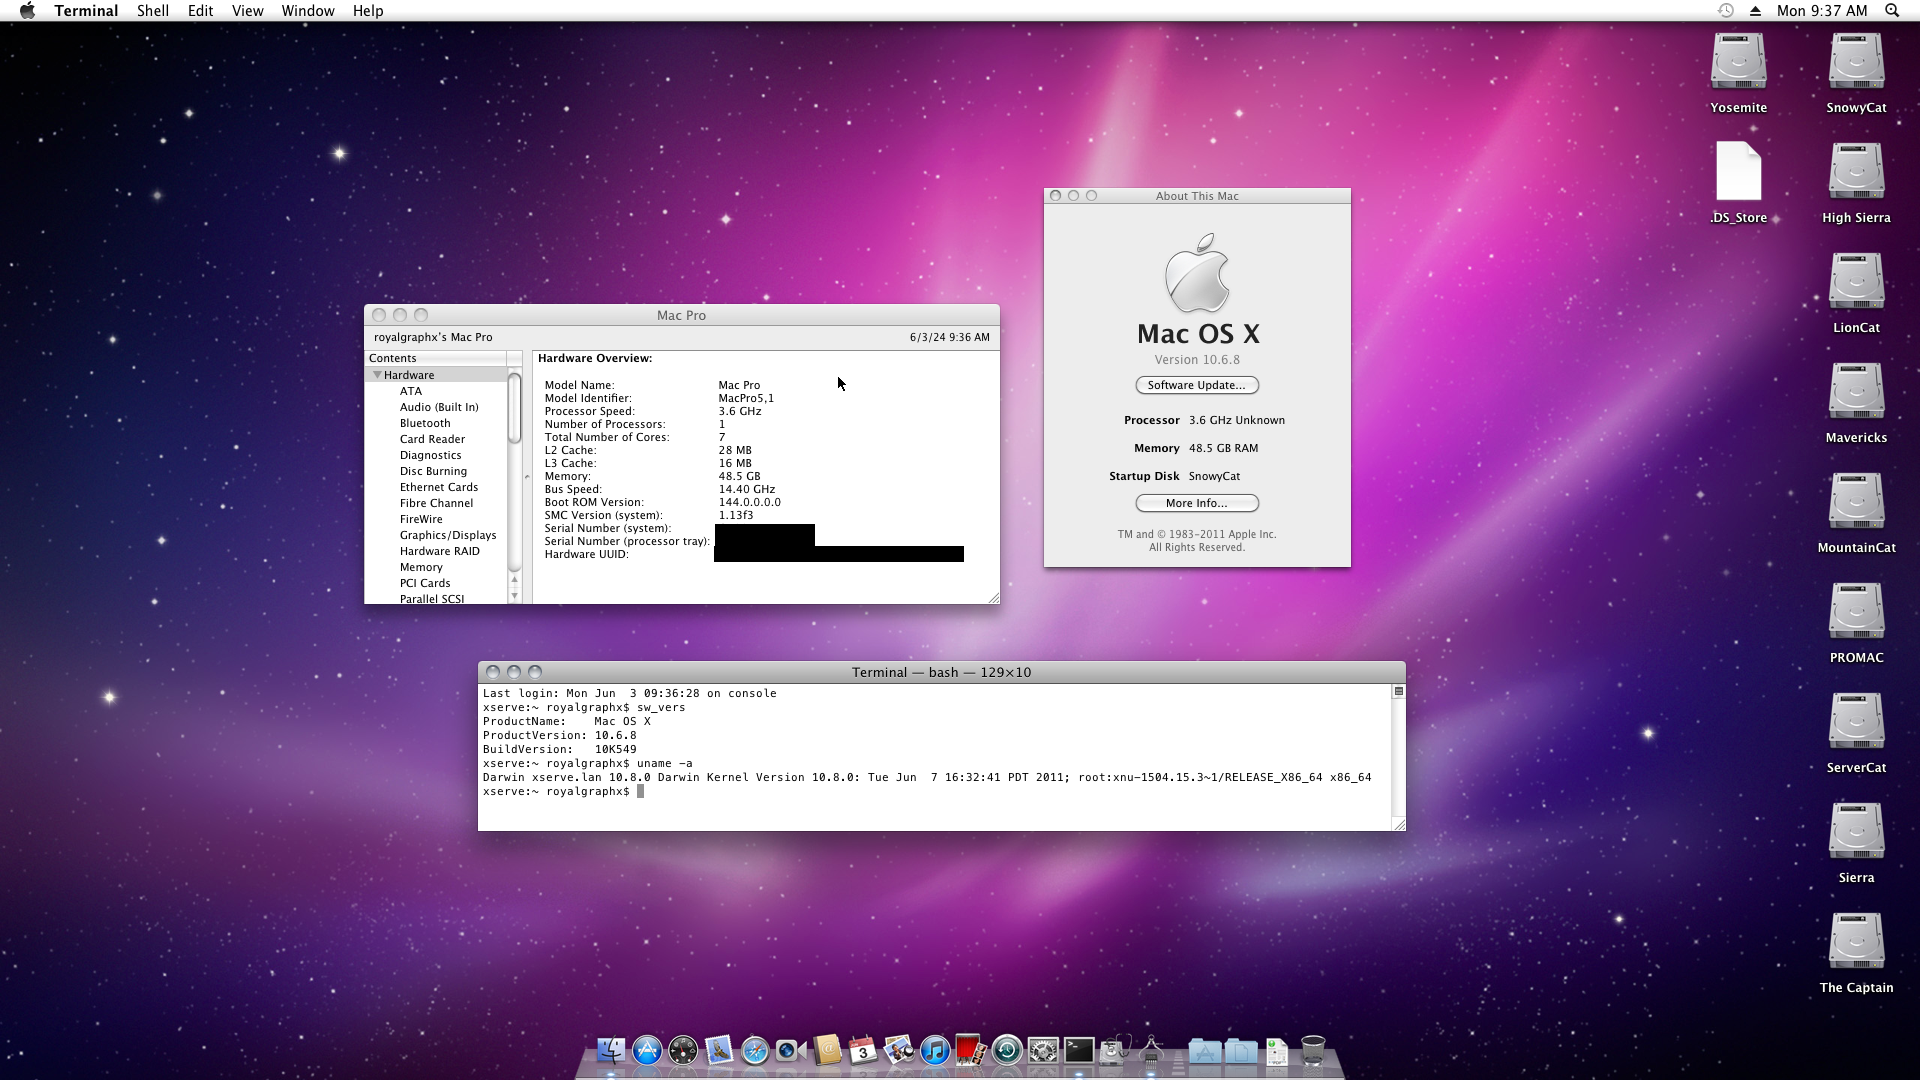 Terminal Shell Edit View Window Help
Mon 9:37 AM
Yosemite
SnowyCat
.DS_Store
High Sierra
LionCat
Mavericks
MountainCat
PROMAC
ServerCat
Sierra
The Captain
About This Mac
Mac OS X
Version 10.6.8
Software Update...
Processor 3.6 GHz Unknown
Memory 48.5 GB RAM
Startup Disk SnowyCat
More Info...
TM and © 1983-2011 Apple Inc.
All Rights Reserved.
Mac Pro
royalgraphx's Mac Pro
6/3/24 9:36 AM
Contents
Hardware
ATA
Audio (Built In)
Bluetooth
Card Reader
Diagnostics
Disc Burning
Ethernet Cards
Fibre Channel
FireWire
Graphics/Displays
Hardware RAID
Memory
PCI Cards
Parallel SCSI
Hardware Overview:
Model Name: Mac Pro
Model Identifier: MacPro5,1
Processor Speed: 3.6 GHz
Number of Processors: 1
Total Number of Cores: 7
L2 Cache: 28 MB
L3 Cache: 16 MB
Memory: 48.5 GB
Bus Speed: 14.40 GHz
Boot ROM Version: 144.0.0.0.0
SMC Version (system): 1.13f3
Serial Number (system):
Serial Number (processor tray):
Hardware UUID:
Terminal — bash — 129×10
Last login: Mon Jun  3 09:36:28 on console
xserve:~ royalgraphx$ sw_vers
ProductName:    Mac OS X
ProductVersion: 10.6.8
BuildVersion:   10K549
xserve:~ royalgraphx$ uname -a
Darwin xserve.lan 10.8.0 Darwin Kernel Version 10.8.0: Tue Jun  7 16:32:41 PDT 2011; root:xnu-1504.15.3~1/RELEASE_X86_64 x86_64
xserve:~ royalgraphx$
3